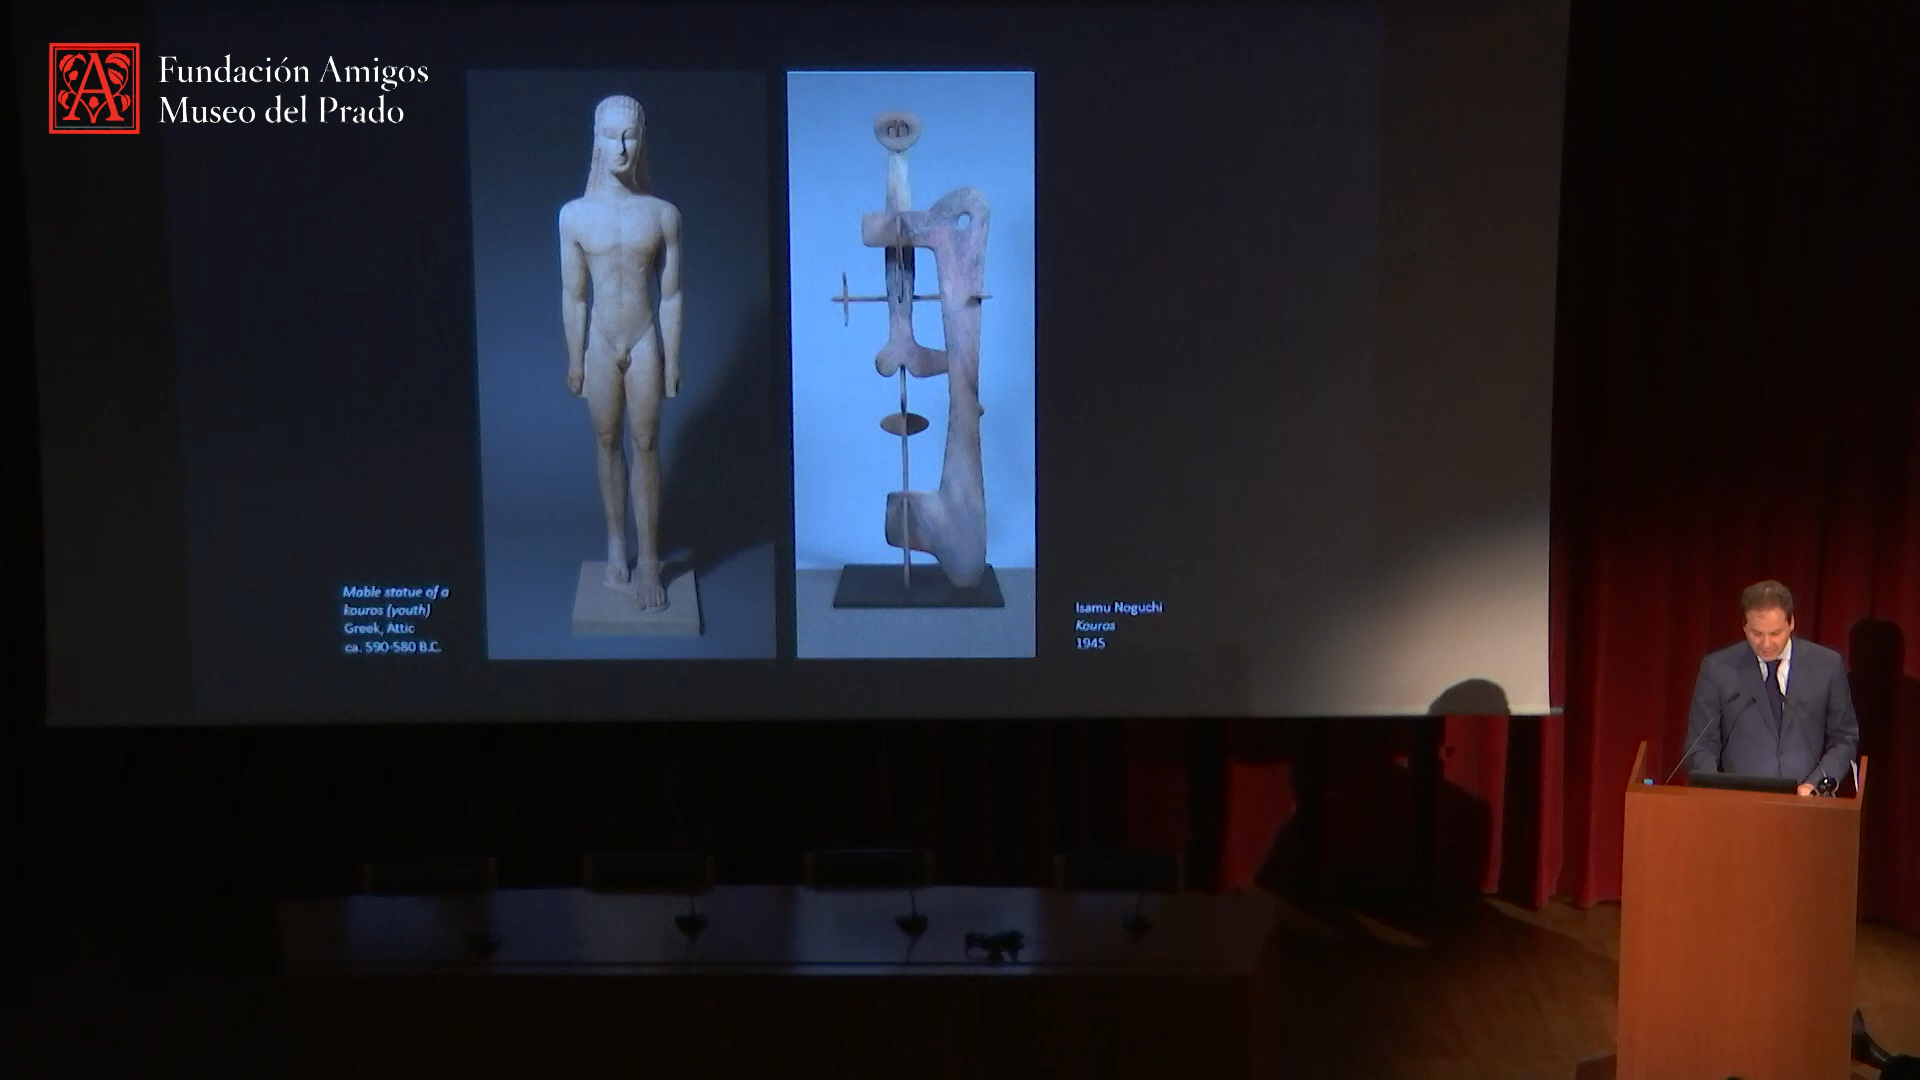 Fundación Amigos
Museo del Prado
Mable statue of a
kouros (youth)
Greek, Attic
ca. 590-580 B.C.
Isamu Noguchi
Kouros
1945